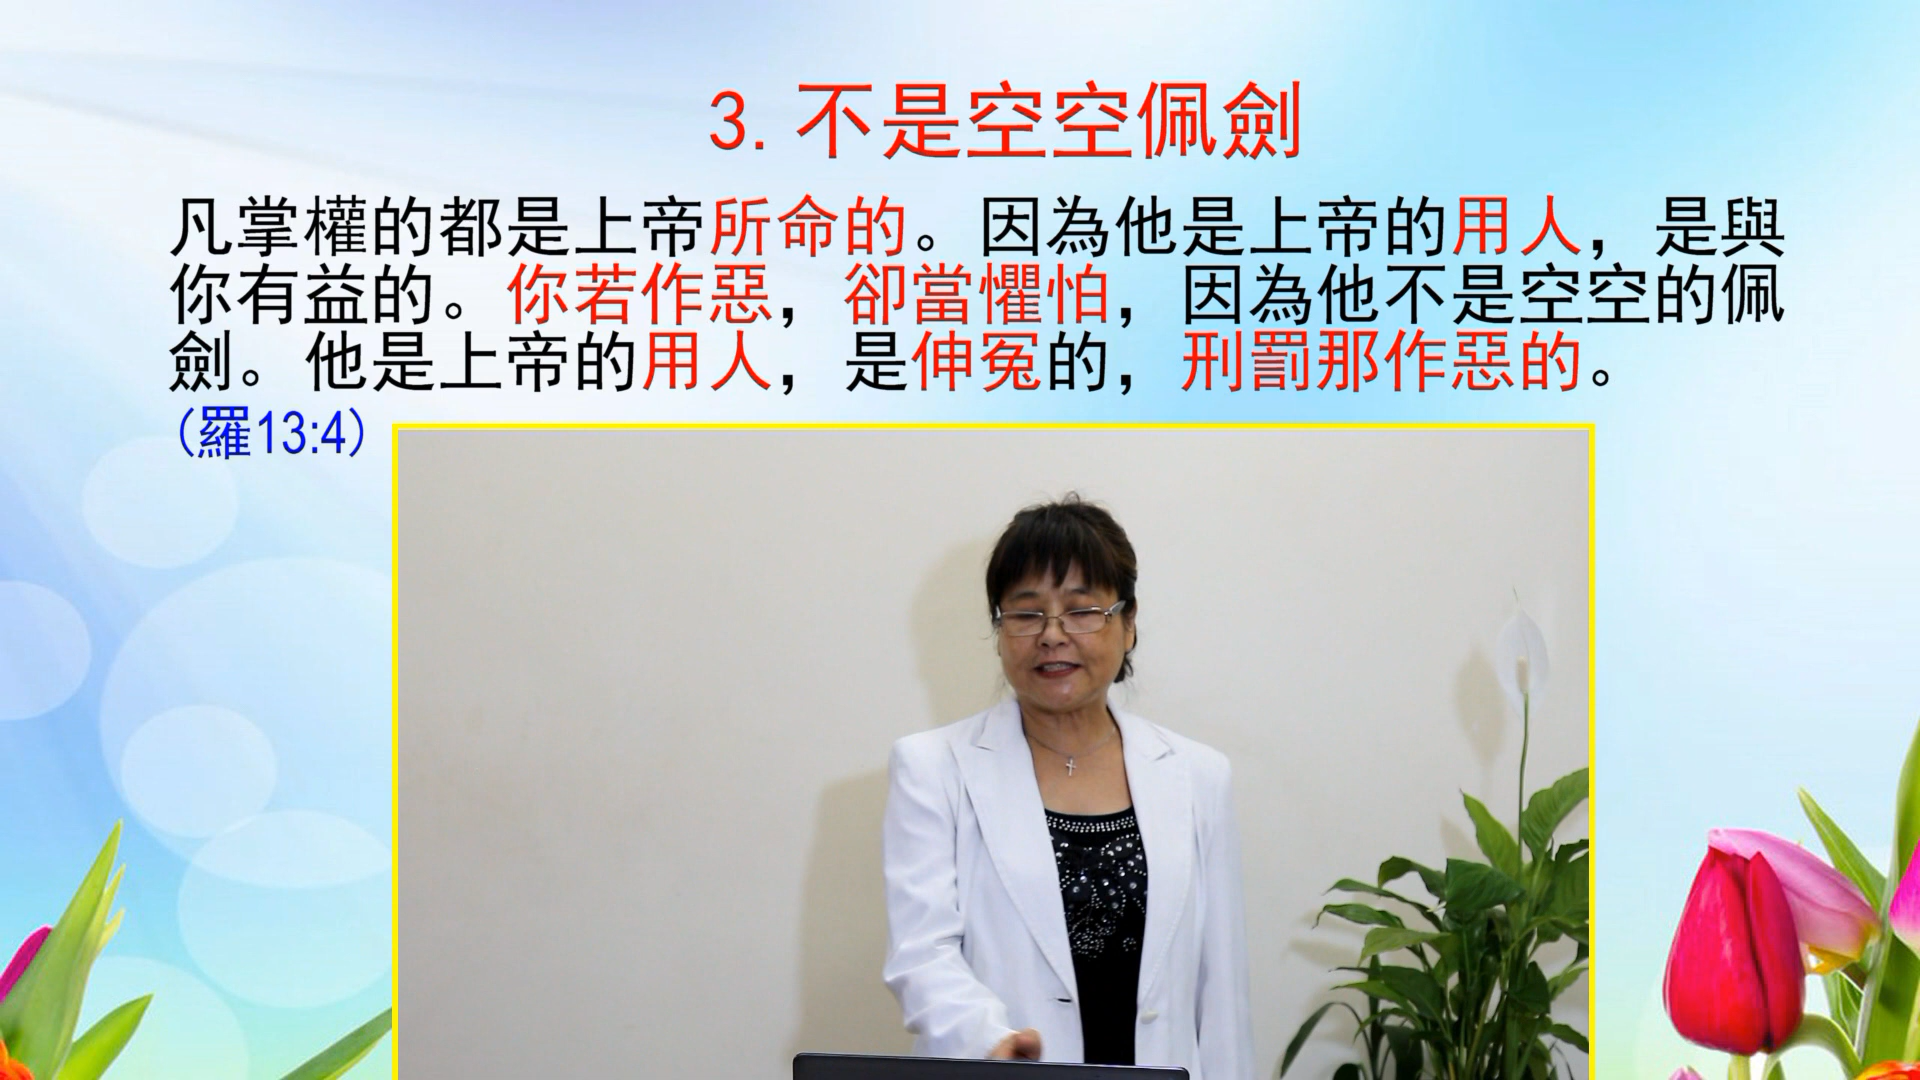 3. 不是空空佩劍
凡掌權的都是上帝所命的。因為他是上帝的用人，是與
你有益的。你若作惡，卻當懼怕，因為他不是空空的佩
劍。他是上帝的用人，是伸冤的，刑罰那作惡的。
(羅13:4)